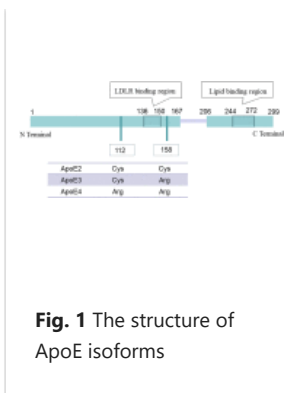 LDLR binding region Lipid binding region
1 136 150 167 206 244 272 299
N Terminal C Terminal
112 158
ApoE2 Cys Cys
ApoE3 Cys Arg
ApoE4 Arg Arg
Fig. 1 The structure of
ApoE isoforms